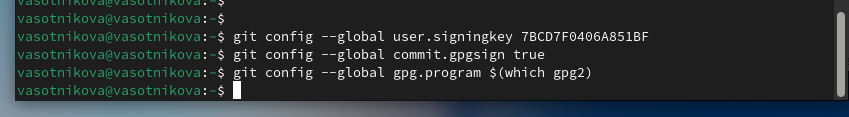 vasotnikova@vasotnikova:~$
vasotnikova@vasotnikova:~$
vasotnikova@vasotnikova:~$ git config --global user.signingkey 7BCD7F0406A851BF
vasotnikova@vasotnikova:~$ git config --global commit.gpgsign true
vasotnikova@vasotnikova:~$ git config --global gpg.program $(which gpg2)
vasotnikova@vasotnikova:~$